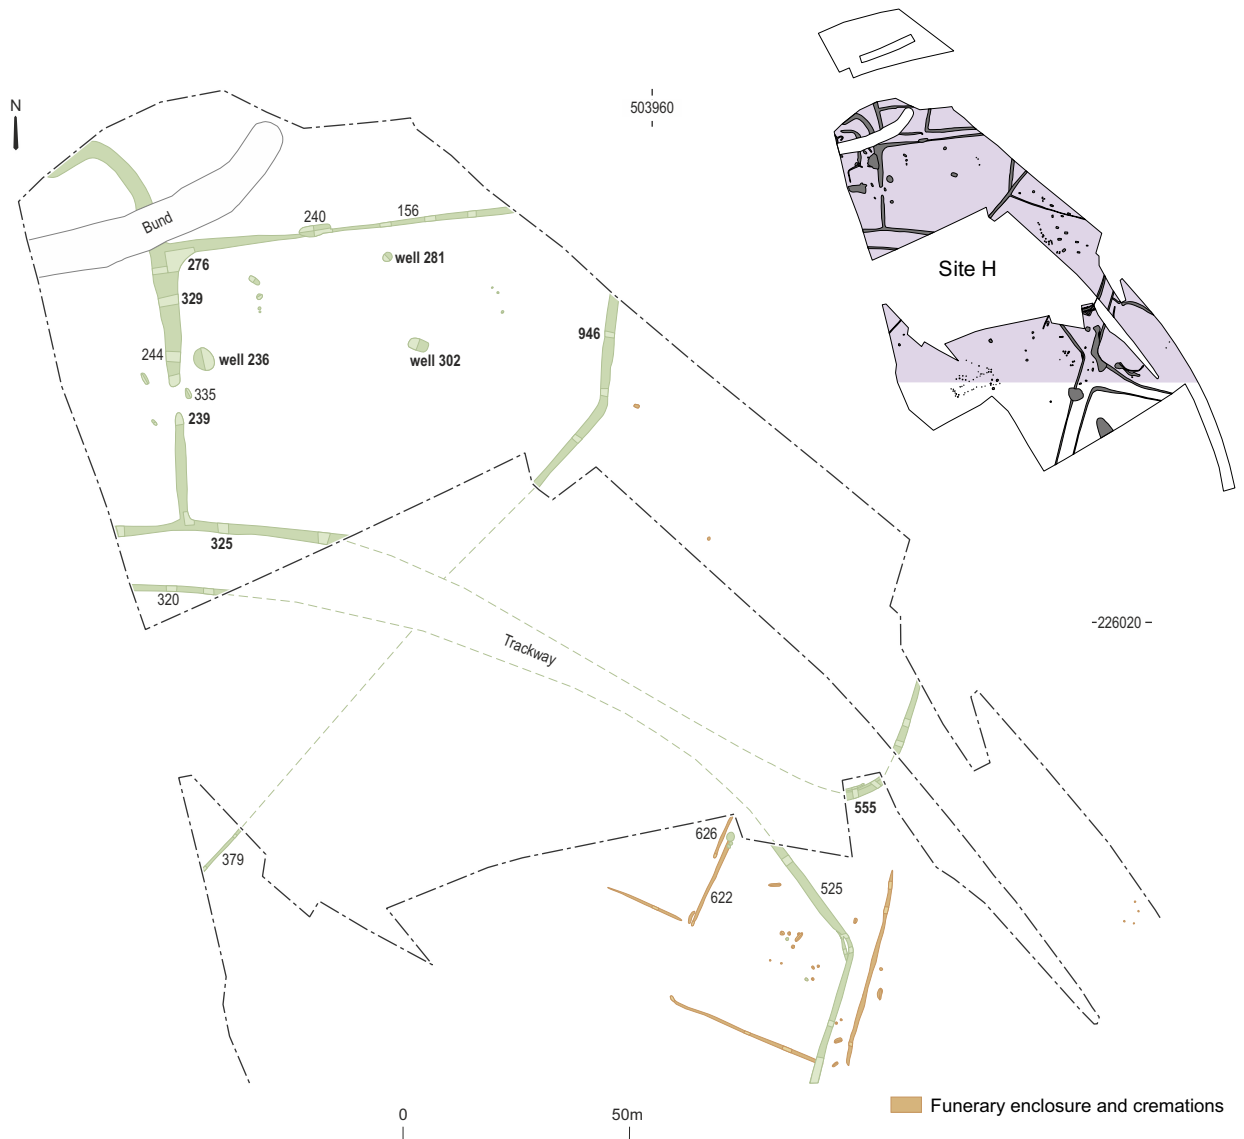 N
503960
240
156
Bund
276
well 281
Site H
329
946
244
well 236
well 302
335
239
325
320
226020
Trackway
555
626
379
525
622
0
50m
Funerary enclosure and cremations